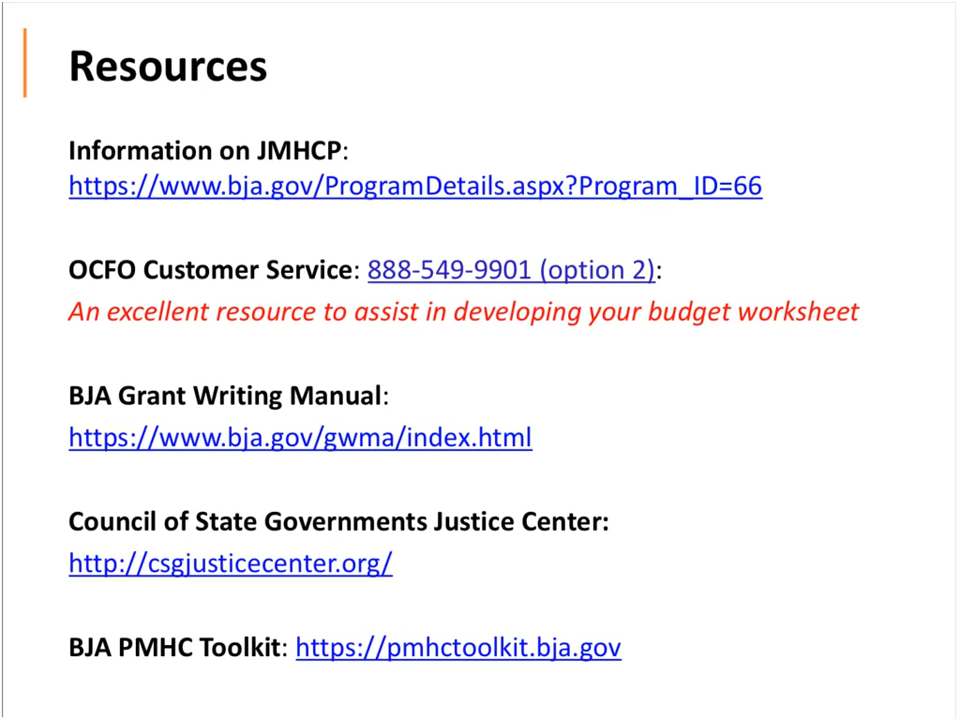 Resources
Information on JMHCP:
https://www.bja.gov/ProgramDetails.aspx?Program_ID=66
OCFO Customer Service: 888-549-9901 (option 2):
An excellent resource to assist in developing your budget worksheet
BJA Grant Writing Manual:
https://www.bja.gov/gwma/index.html
Council of State Governments Justice Center:
http://csgjusticecenter.org/
BJA PMHC Toolkit: https://pmhctoolkit.bja.gov